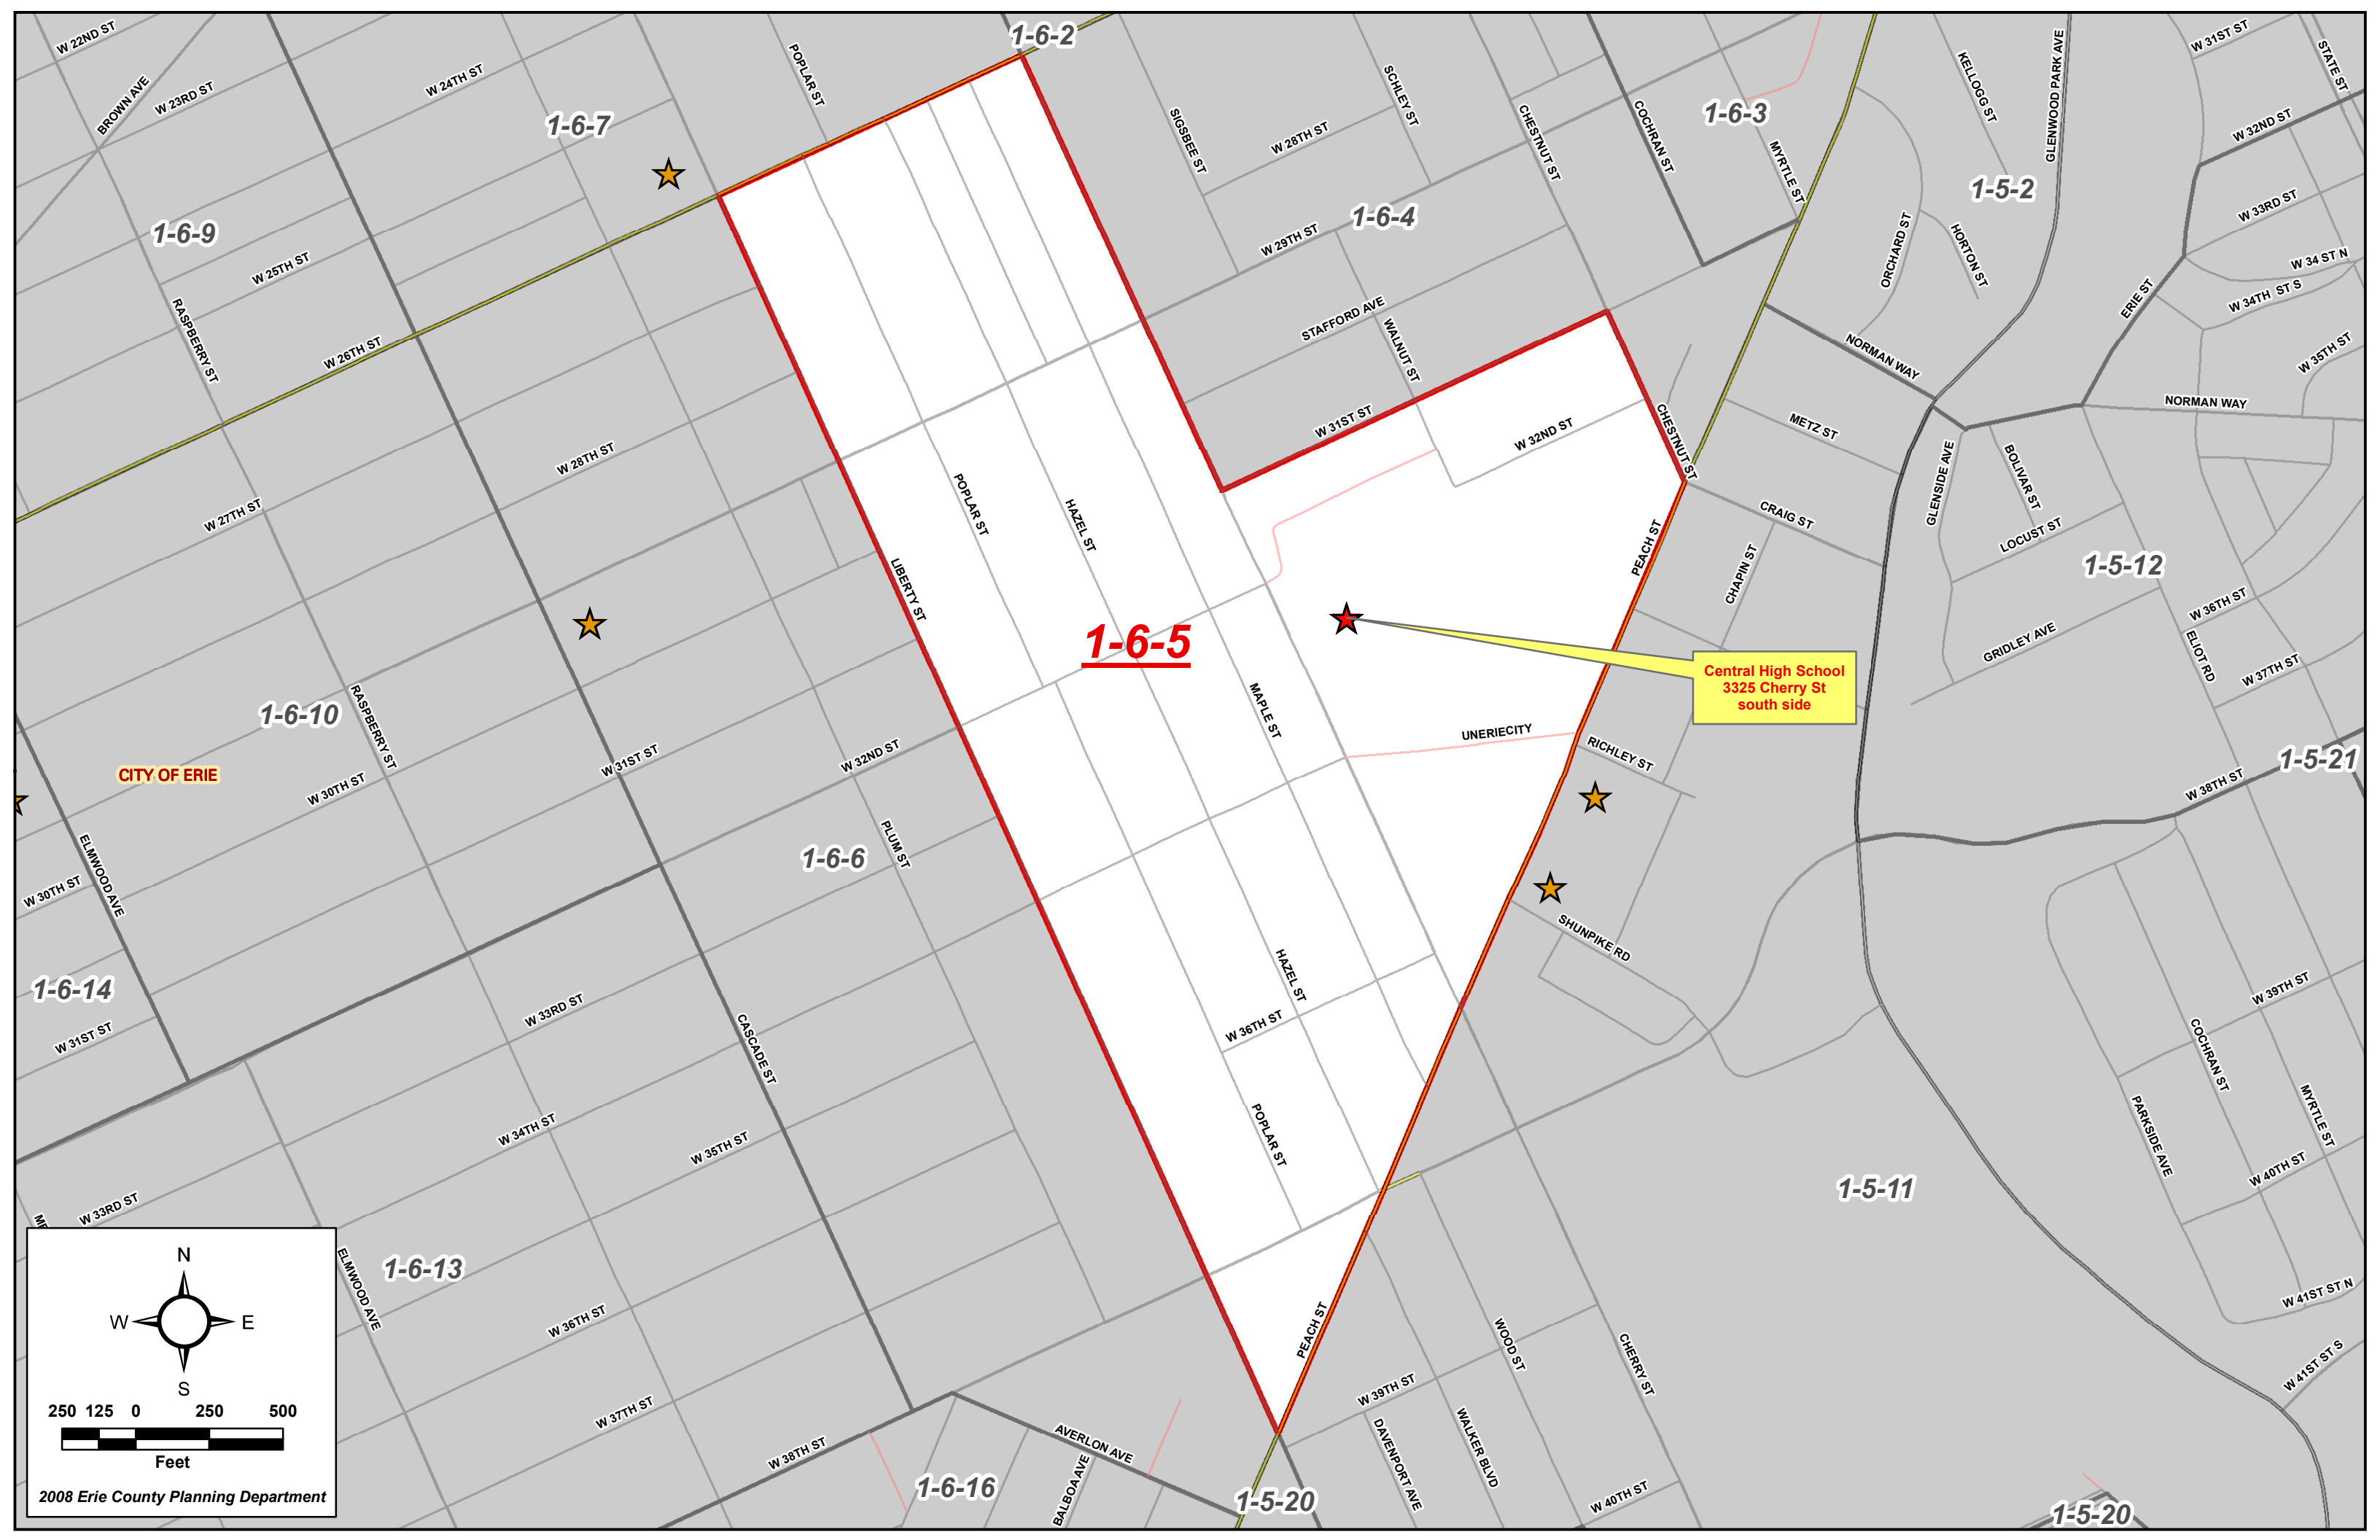 W 22ND ST
BROWN AVE
W 23RD ST
W 24TH ST
1-6-7
POPLAR ST
1-6-2
SIGSBEE ST
SCHLEY ST
W 28TH ST
CHESTNUT ST
COCHRAN ST
1-6-3
MYRTLE ST
KELLOGG ST
GLENWOOD PARK AVE
W 31ST ST
STATE ST
W 32ND ST
1-5-2
W 33RD ST
1-6-9
W 25TH ST
1-6-4
W 29TH ST
ORCHARD ST
HORTON ST
W 34 ST N
W 34TH ST S
ERIE ST
RASPBERRY ST
W 26TH ST
STAFFORD AVE
WALNUT ST
NORMAN WAY
W 35TH ST
NORMAN WAY
W 31ST ST
W 32ND ST
CHESTNUT ST
METZ ST
W 28TH ST
GLENSIDE AVE
BOLIVAR ST
W 27TH ST
POPLAR ST
HAZEL ST
CRAIG ST
PEACH ST
LOCUST ST
LIBERTY ST
CHAPIN ST
1-5-12
W 36TH ST
1-6-5
GRIDLEY AVE
ELIOT RD
W 37TH ST
Central High School
3325 Cherry St
south side
1-6-10
RASPBERRY ST
MAPLE ST
UNERIECITY
RICHLEY ST
CITY OF ERIE
W 30TH ST
W 31ST ST
W 32ND ST
1-5-21
W 38TH ST
ELMWOOD AVE
1-6-6
PLUM ST
W 30TH ST
SHUNPIKE RD
1-6-14
W 31ST ST
W 33RD ST
CASCADE ST
HAZEL ST
W 36TH ST
W 39TH ST
COCHRAN ST
W 34TH ST
W 35TH ST
POPLAR ST
PARKSIDE AVE
MYRTLE ST
W 40TH ST
1-5-11
W 33RD ST
ELMWOOD AVE
1-6-13
W 36TH ST
PEACH ST
WOOD ST
CHERRY ST
W 41ST ST N
W 41ST ST S
W 39TH ST
W 37TH ST
W 38TH ST
AVERLON AVE
BALBOA AVE
DAVENPORT AVE
WALKER BLVD
1-6-16
1-5-20
W 40TH ST
1-5-20
N
W
E
S
250 125 0 250 500
Feet
2008 Erie County Planning Department